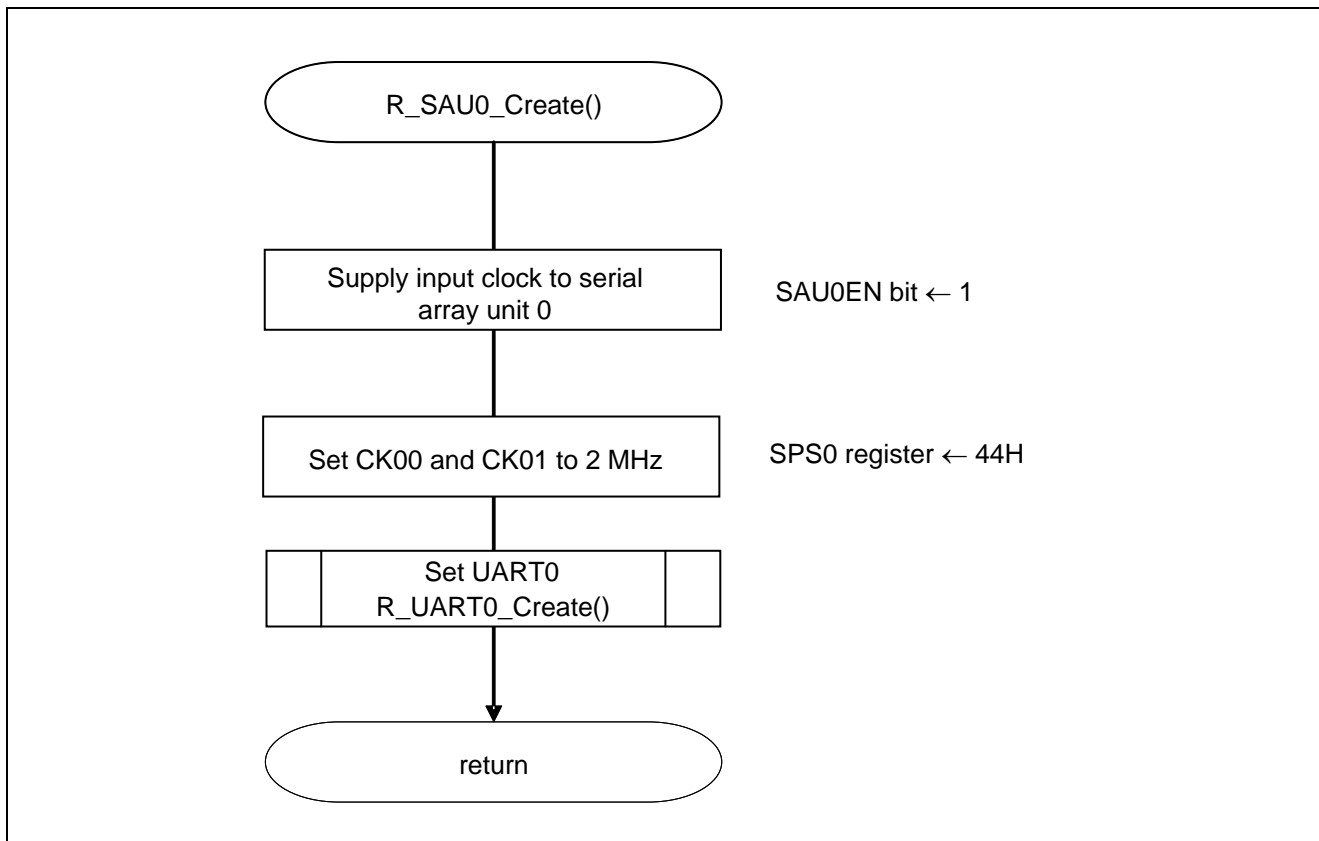 R_SAU0_Create()
Supply input clock to serial
array unit 0
SAU0EN bit ← 1
Set CK00 and CK01 to 2 MHz
SPS0 register ← 44H
Set UART0
R_UART0_Create()
return